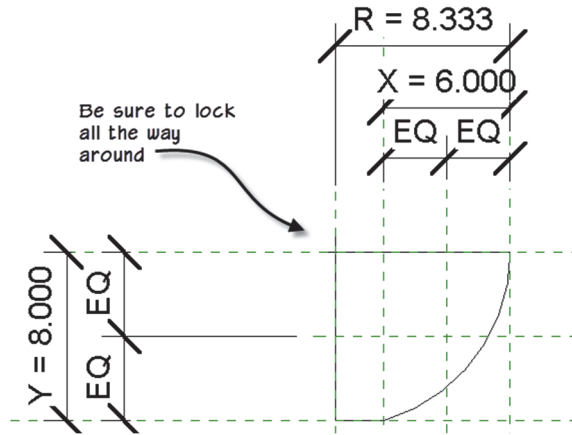 R = 8.333
X = 6.000
EQ EQ
Be sure to lock
all the way
around
Y = 8.000
EQ
EQ